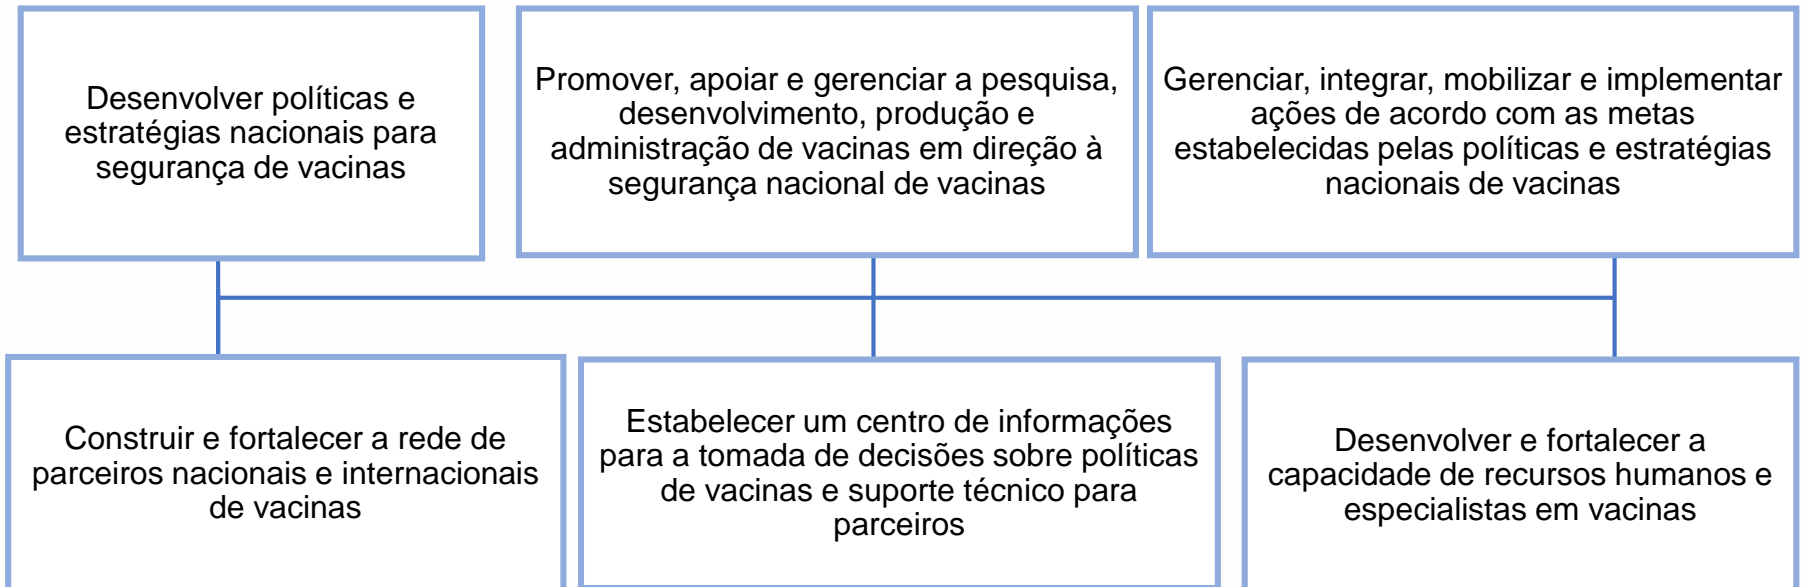 Desenvolver políticas e
estratégias nacionais para
segurança de vacinas
Promover, apoiar e gerenciar a pesquisa,
desenvolvimento, produção e
administração de vacinas em direção à
segurança nacional de vacinas
Gerenciar, integrar, mobilizar e implementar
ações de acordo com as metas
estabelecidas pelas políticas e estratégias
nacionais de vacinas
Construir e fortalecer a rede de
parceiros nacionais e internacionais
de vacinas
Estabelecer um centro de informações
para a tomada de decisões sobre políticas
de vacinas e suporte técnico para
parceiros
Desenvolver e fortalecer a
capacidade de recursos humanos e
especialistas em vacinas